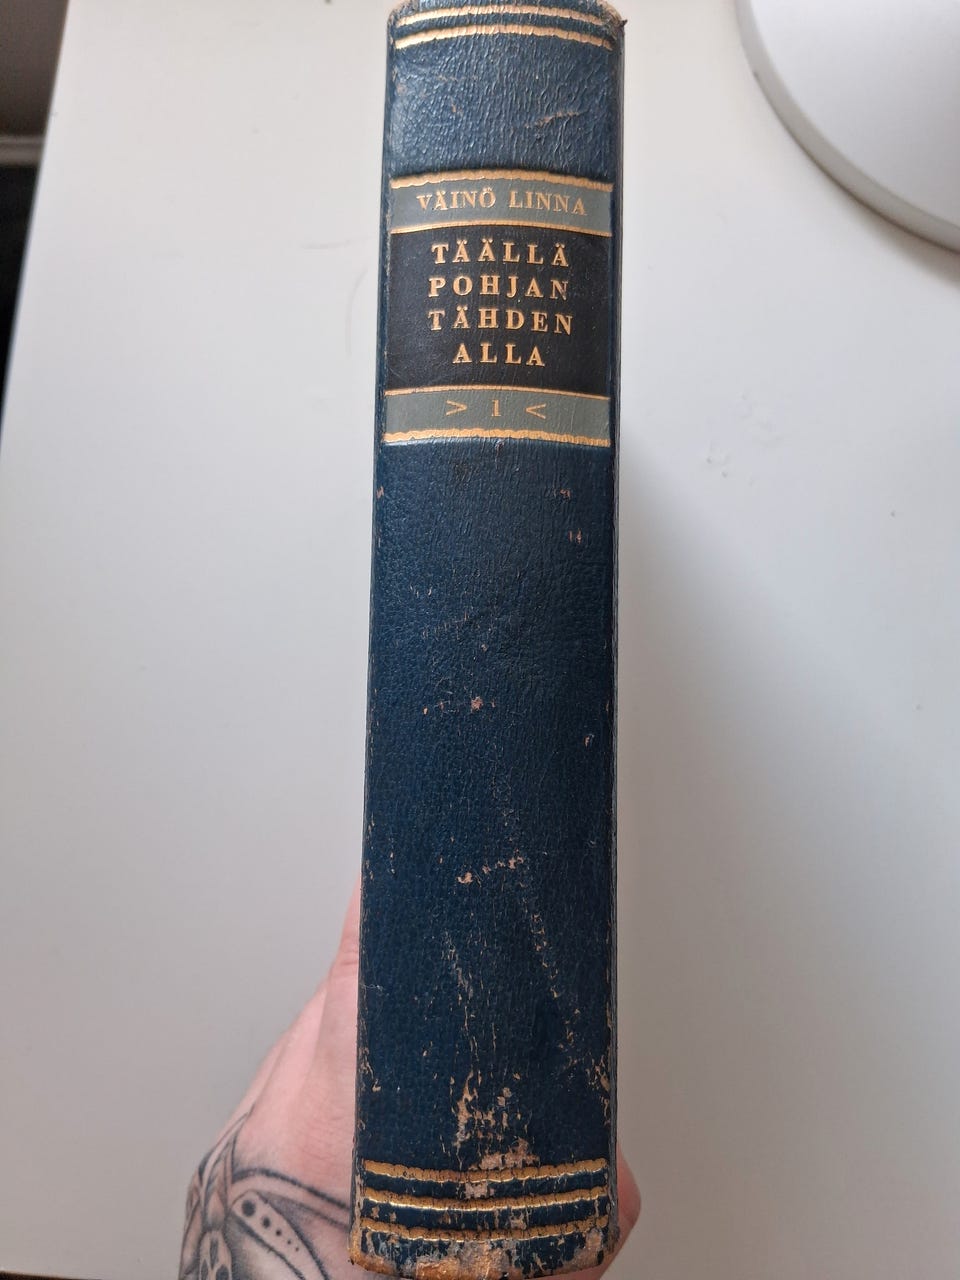 VÄINÖ LINNA
TÄÄLLÄ
POHJAN
TÄHDEN
ALLA
> 1 <